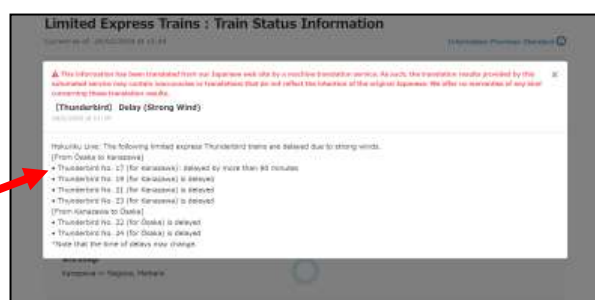 Limited Express Trains : Train Status Information
Information Provision Standard
This information has been translated from our Japanese web site by a machine translation service. As such, the translation results provided by this
automated service may contain inaccuracies or translations that do not reflect the intention of the original Japanese. We offer no warranties of any kind
concerning these translation results.
[Thunderbird] Delay (Strong Wind)
Hokuriku Line: The following limited express Thunderbird trains are delayed due to strong winds.
[From Osaka to Kanazawa]
• Thunderbird No. 17 (for Kanazawa): delayed by more than 90 minutes
• Thunderbird No. 19 (for Kanazawa) is delayed
• Thunderbird No. 21 (for Kanazawa) is delayed
• Thunderbird No. 23 (for Kanazawa) is delayed
[From Kanazawa to Osaka]
• Thunderbird No. 22 (for Osaka) is delayed
• Thunderbird No. 24 (for Osaka) is delayed
*Note that the time of delays may change.
Kanazawa ⇔ Nagoya, Maibara